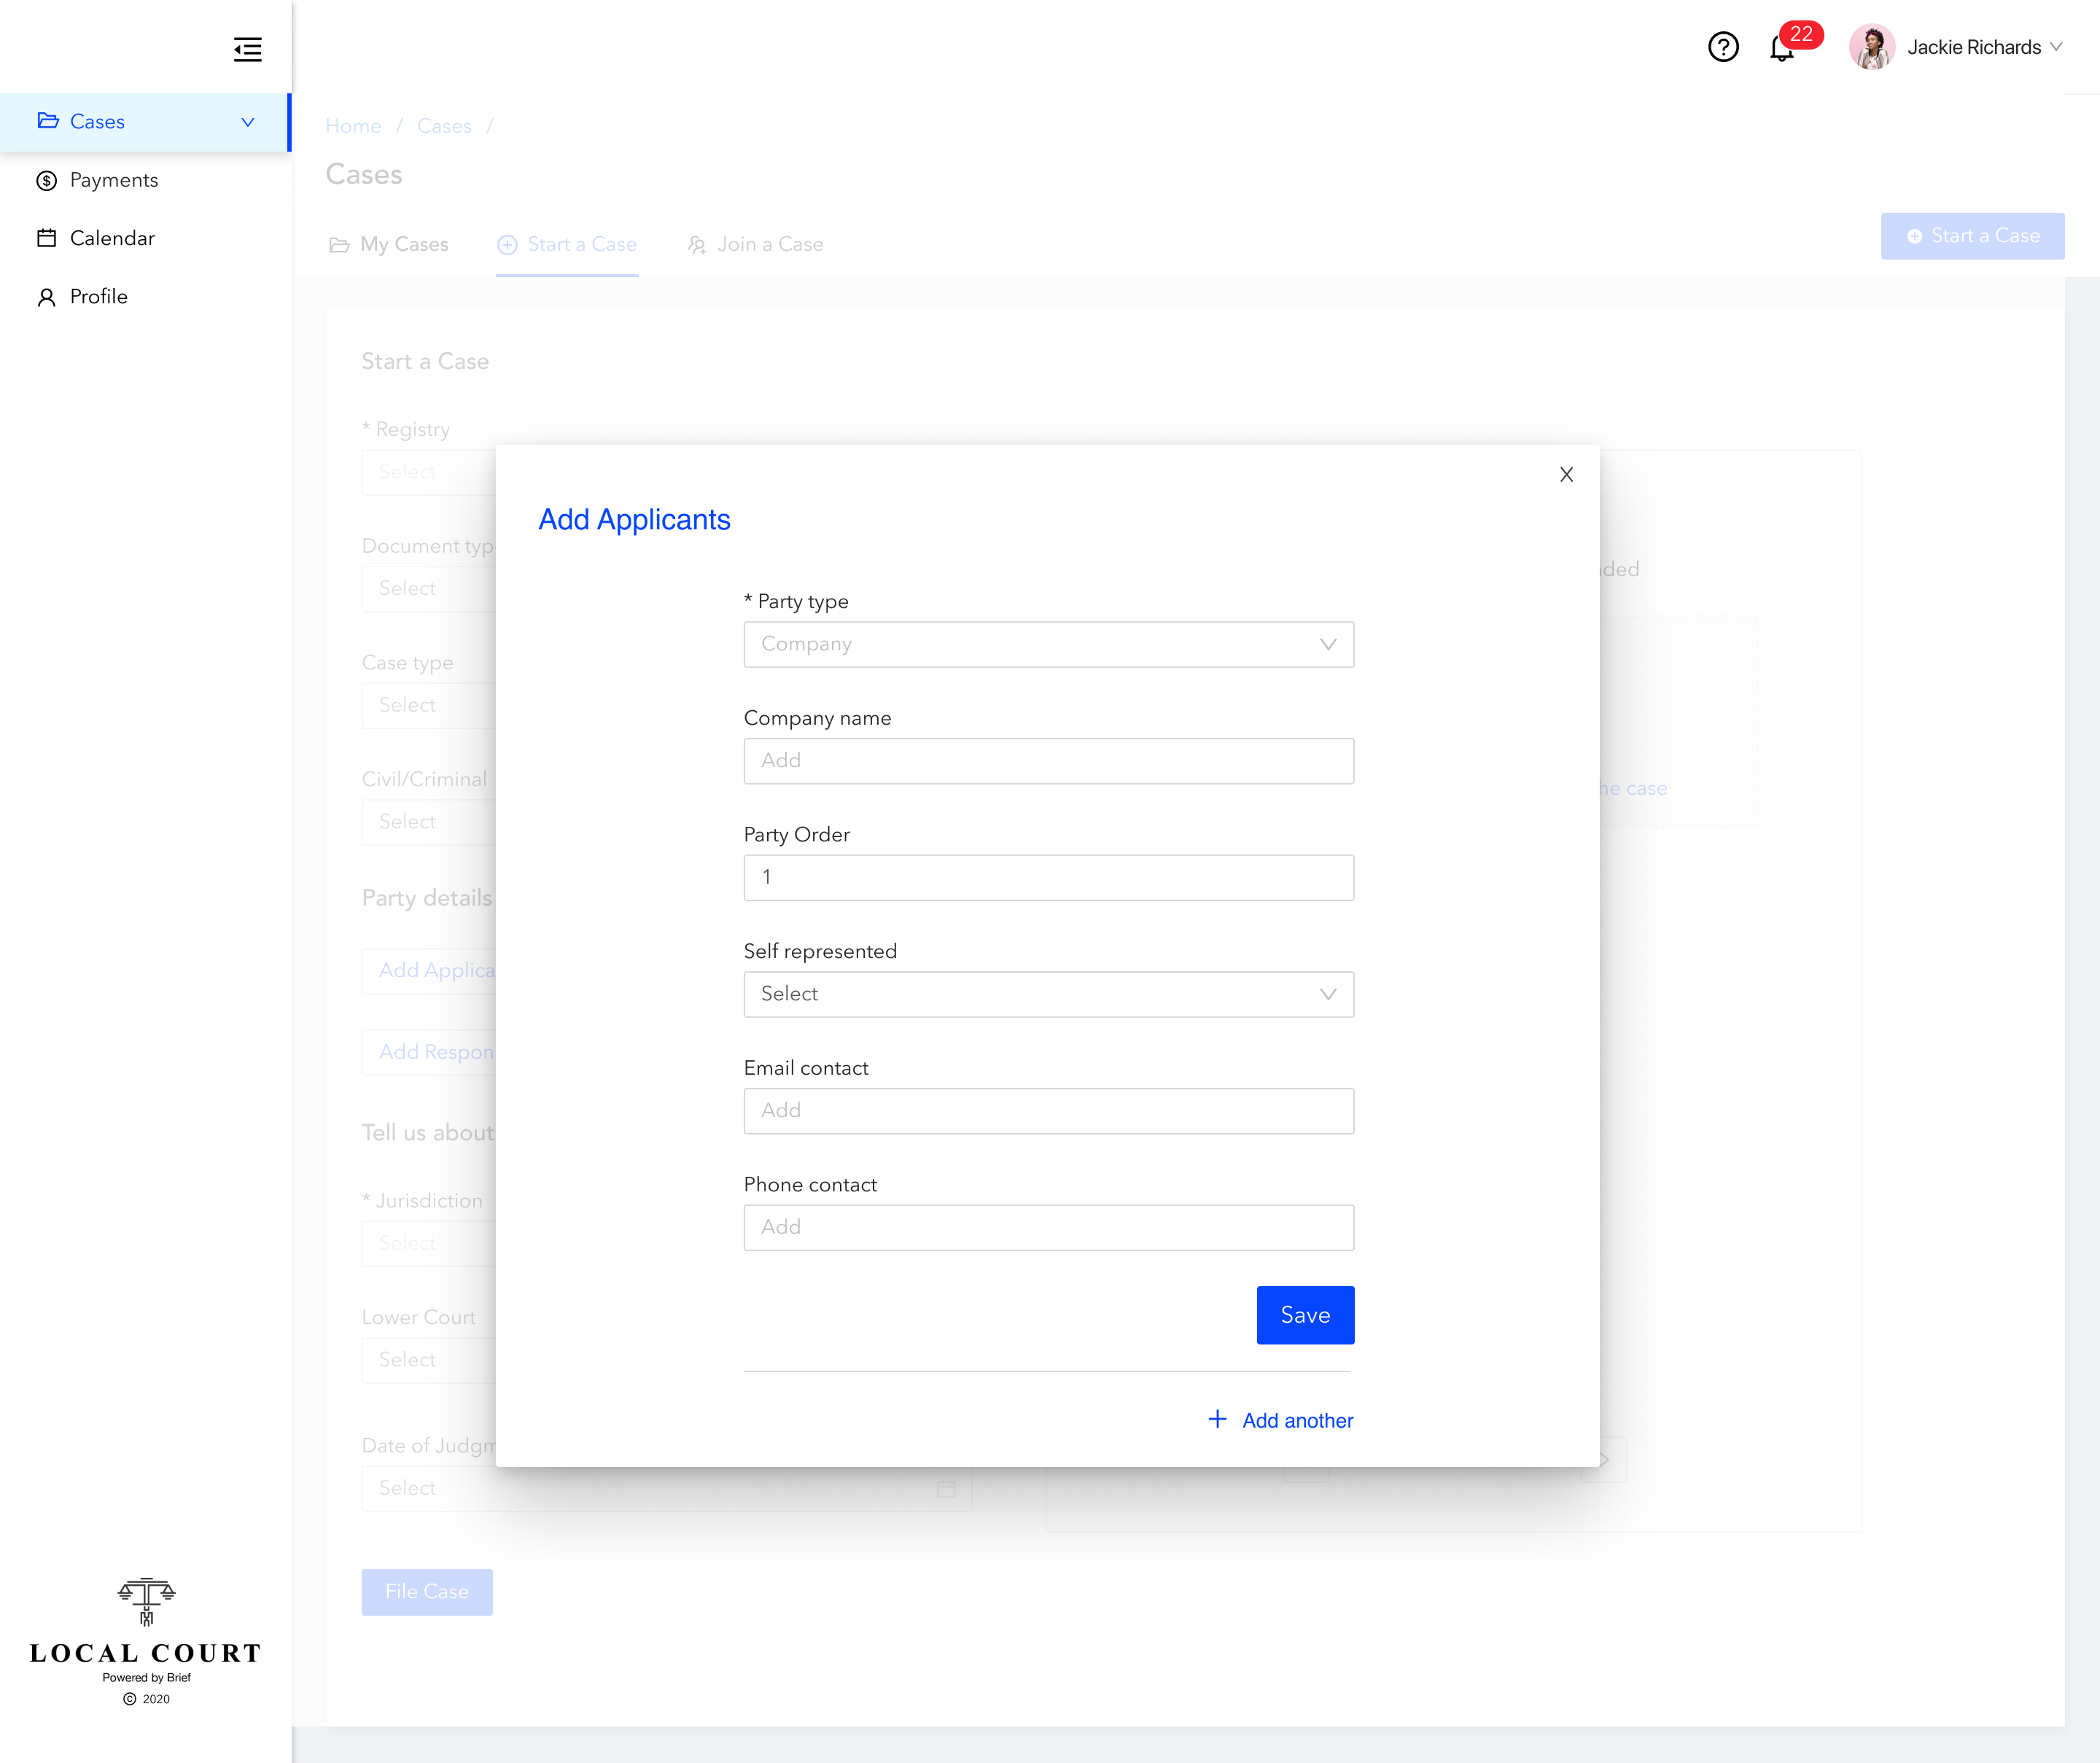 22
Jackie Richards
Cases
Payments
Calendar
Profile
Home / Cases /
Cases
My Cases
Start a Case
Join a Case
Start a Case
Start a Case
* Registry
Select
Document typ
Select
Case type
Select
Civil/Criminal
Select
Party details
Add Applica
Add Respon
Tell us about
* Jurisdiction
Select
Lower Court
Select
Date of Judgm
Select
File Case
ded
he case
X
Add Applicants
* Party type
Company
Company name
Add
Party Order
1
Self represented
Select
Email contact
Add
Phone contact
Add
Save
+ Add another
LOCAL COURT
Powered by Brief
© 2020